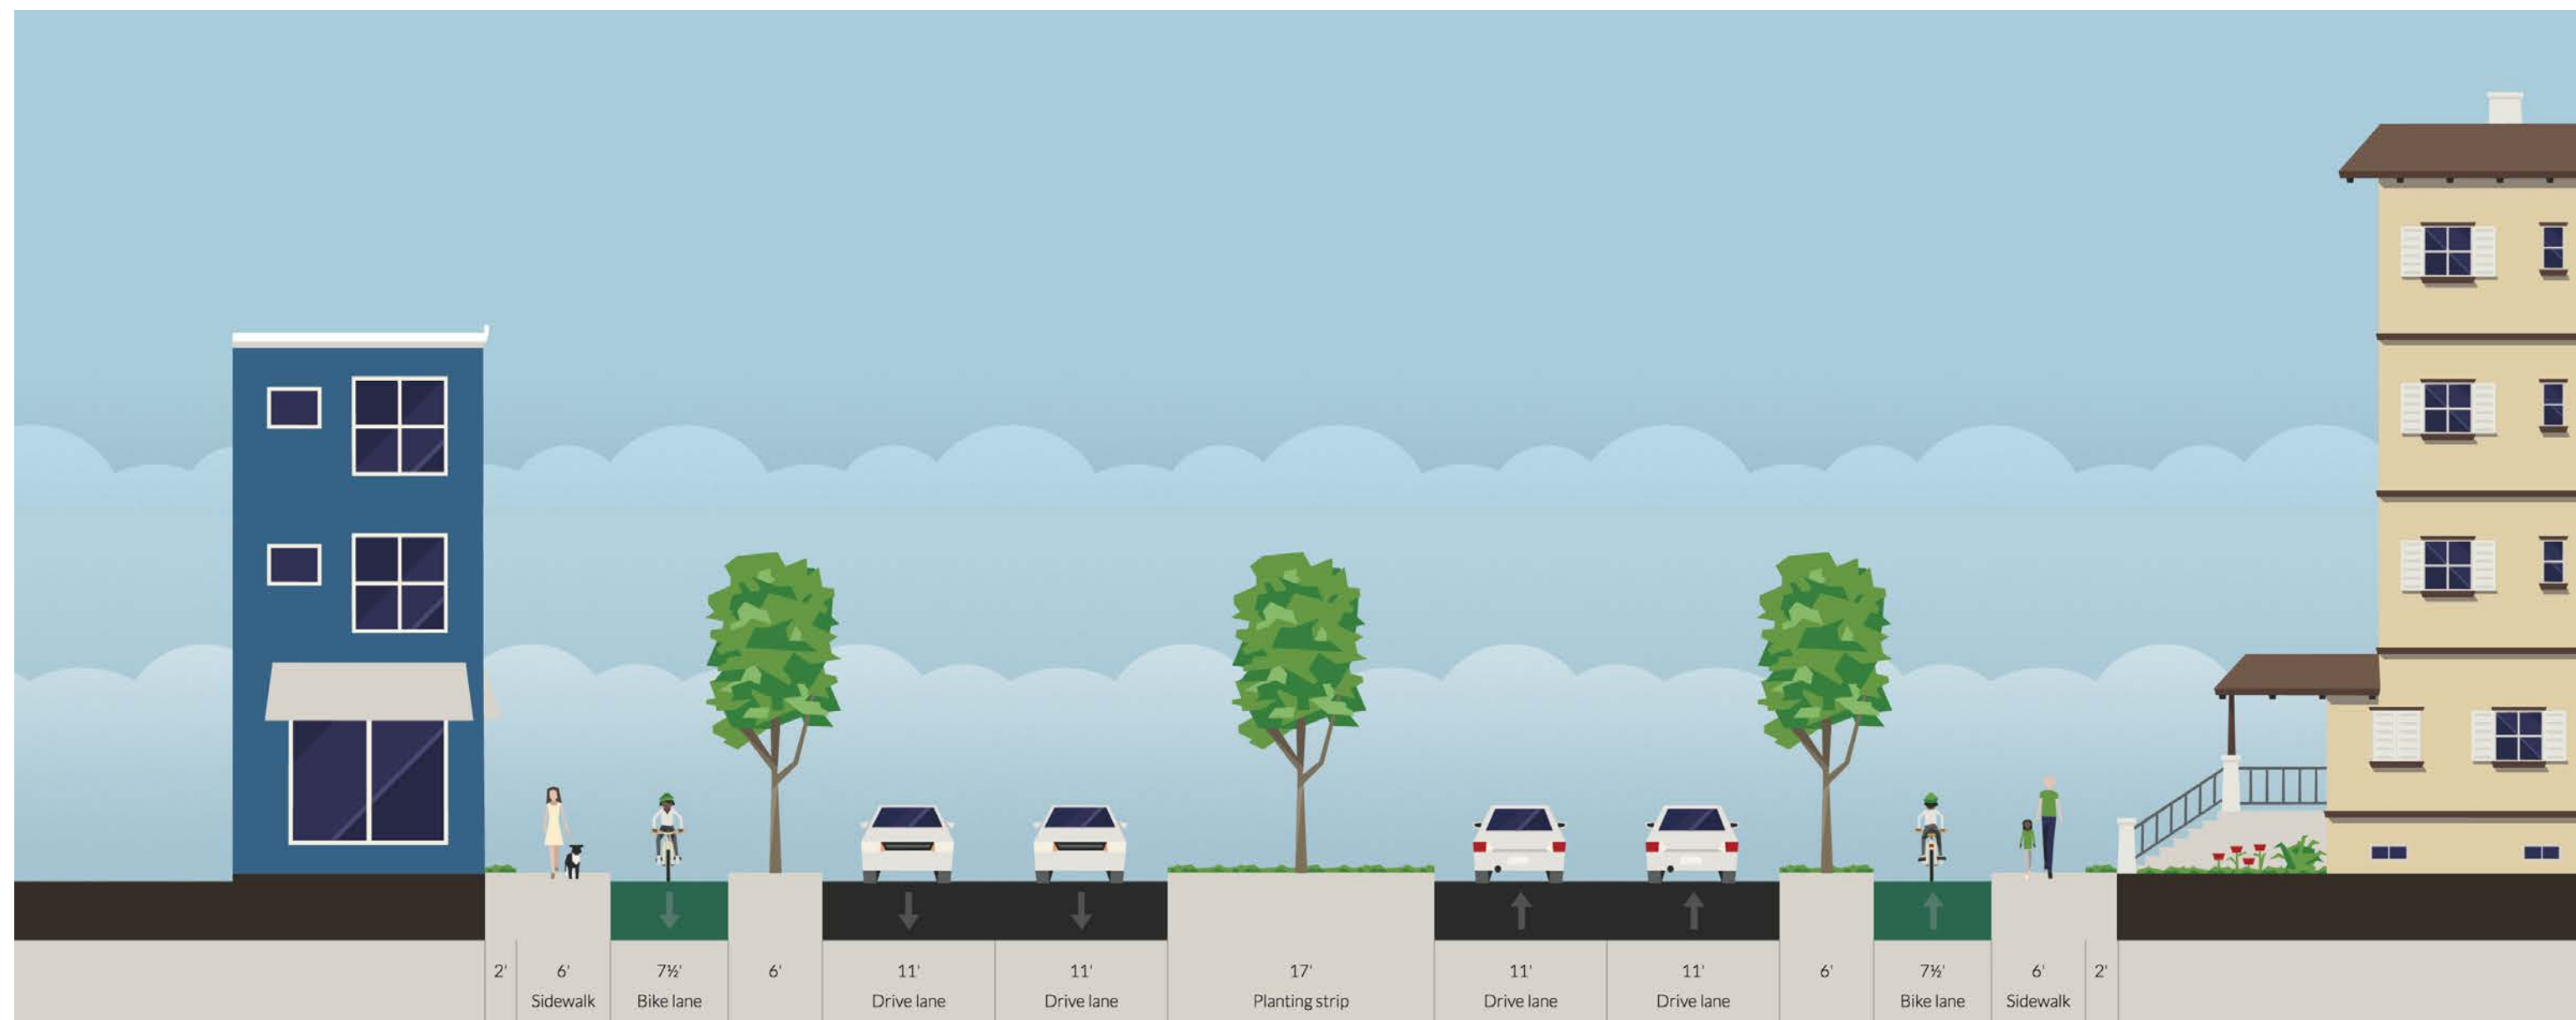 2' 6' 7½' 6' 11' 11' 17' 11' 11' 6' 7½' 6' 2'
Sidewalk Bike lane Drive lane Drive lane Planting strip Drive lane Drive lane Bike lane Sidewalk